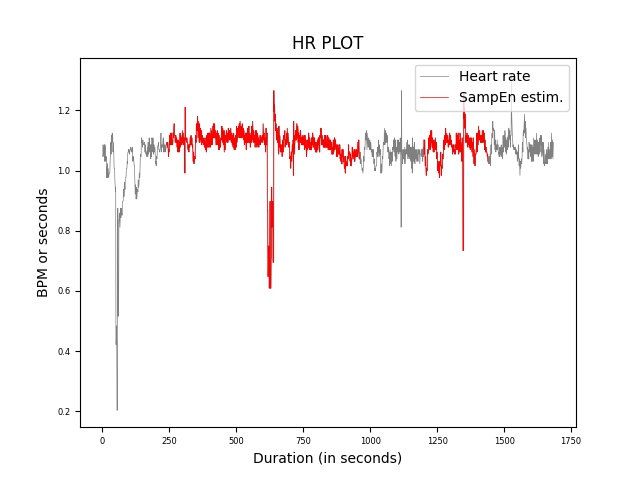 HR PLOT
Heart rate
SampEn estim.
BPM or seconds
1.2
1.0
0.8
0.6
0.4
0.2
0 250 500 750 1000 1250 1500 1750
Duration (in seconds)